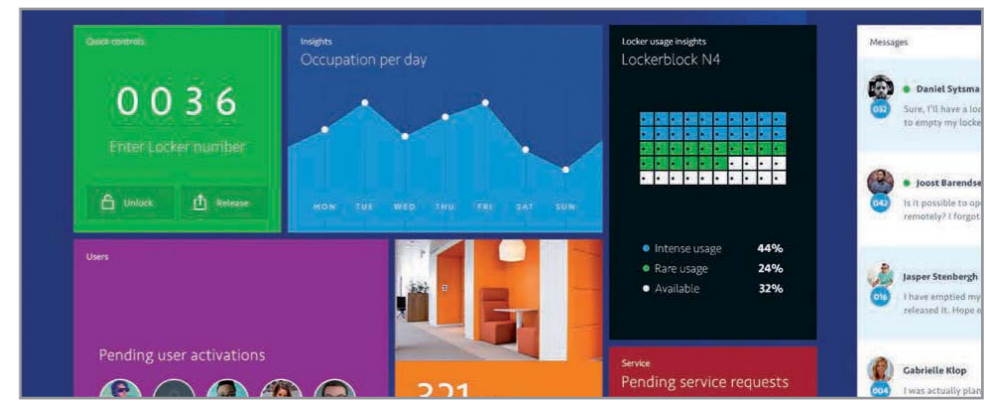 Quick controls
0036
Enter Locker number
Unlock
Release
Insights
Occupation per day
MON TUE WED THU FRI SAT SUN
Locker usage insights
Lockerblock N4
Intense usage 44%
Rare usage 24%
Available 32%
Messages
Daniel Sytsma
032
Sure, I'll have a
to empty my locke
Joost Barendse
042
Is it possible to op
remotely? I forgot
Jasper Stenbergh
016
I have emptied my
released it. Hope
Gabrielle Klop
004
I was actually plan
Users
Pending user activations
321
Service
Pending service requests